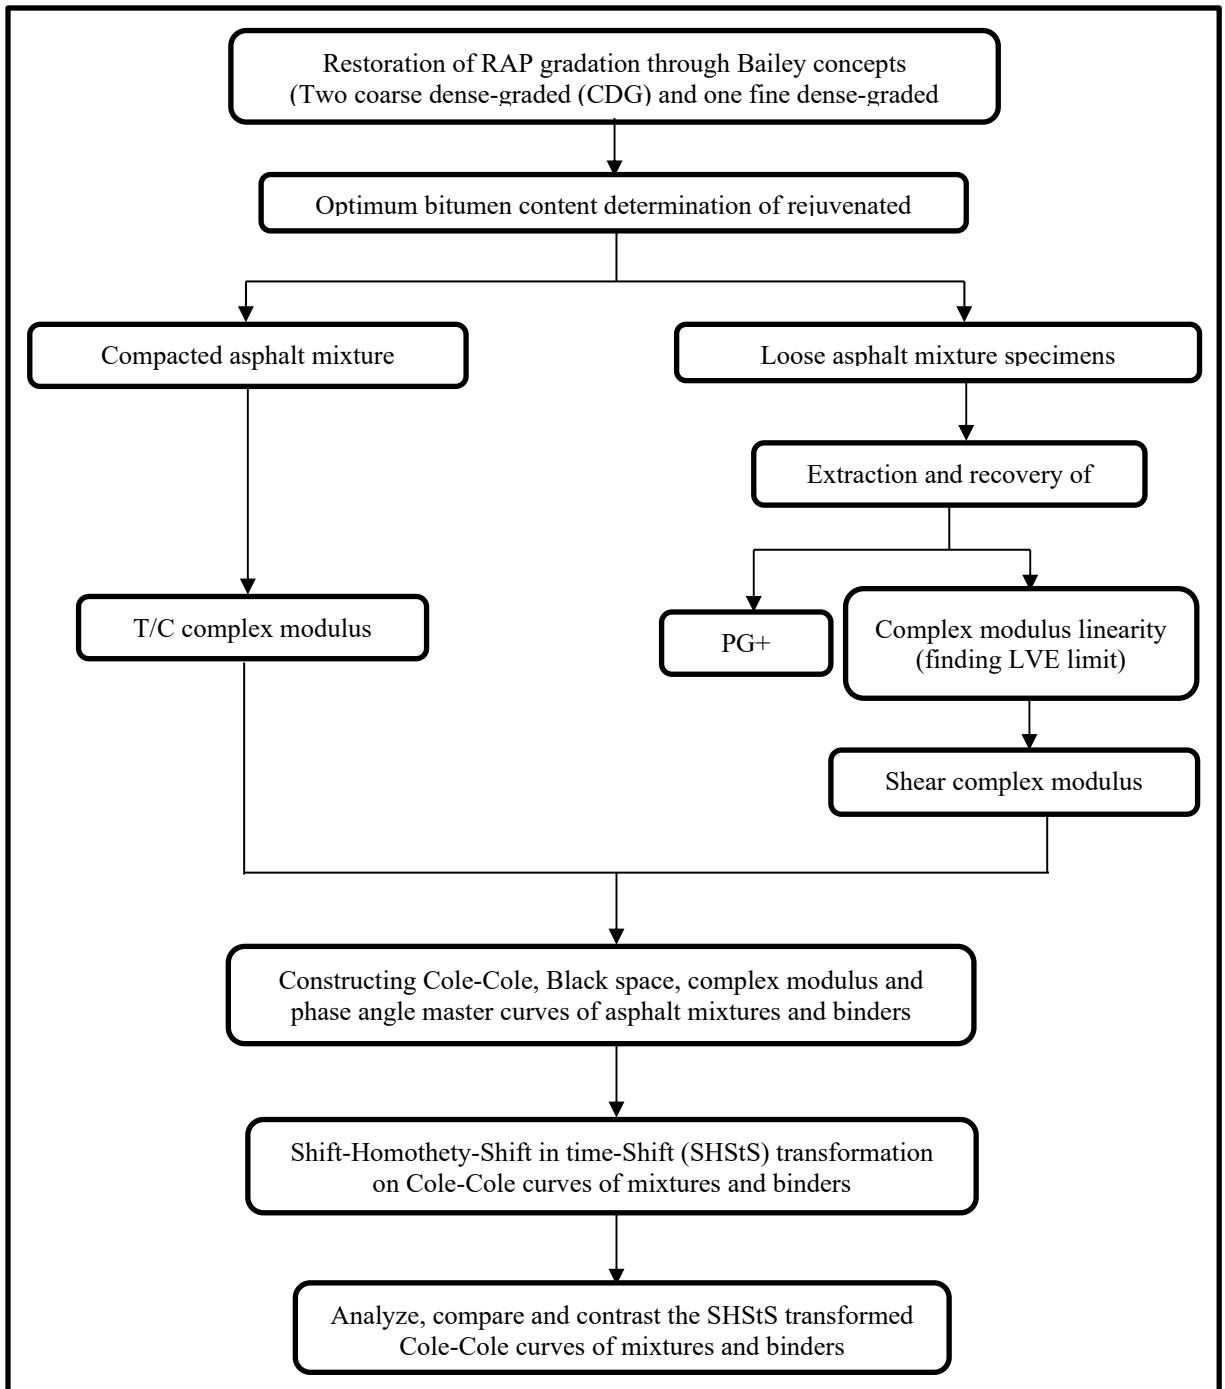 Restoration of RAP gradation through Bailey concepts
(Two coarse dense-graded (CDG) and one fine dense-graded
Optimum bitumen content determination of rejuvenated
Compacted asphalt mixture
Loose asphalt mixture specimens
Extraction and recovery of
T/C complex modulus
PG+
Complex modulus linearity
(finding LVE limit)
Shear complex modulus
Constructing Cole-Cole, Black space, complex modulus and
phase angle master curves of asphalt mixtures and binders
Shift-Homothety-Shift in time-Shift (SHStS) transformation
on Cole-Cole curves of mixtures and binders
Analyze, compare and contrast the SHStS transformed
Cole-Cole curves of mixtures and binders